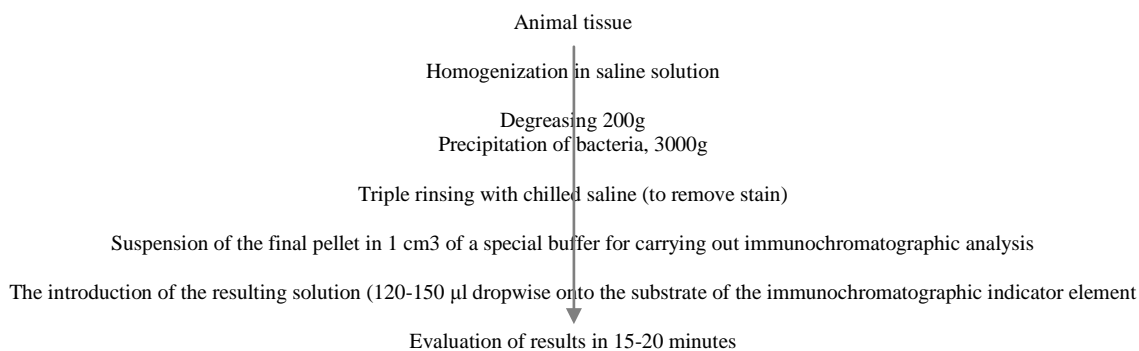 Animal tissue
Homogenization in saline solution
Degreasing 200g
Precipitation of bacteria, 3000g
Triple rinsing with chilled saline (to remove stain)
Suspension of the final pellet in 1 cm3 of a special buffer for carrying out immunochromatographic analysis
The introduction of the resulting solution (120-150 µl dropwise onto the substrate of the immunochromatographic indicator element
Evaluation of results in 15-20 minutes